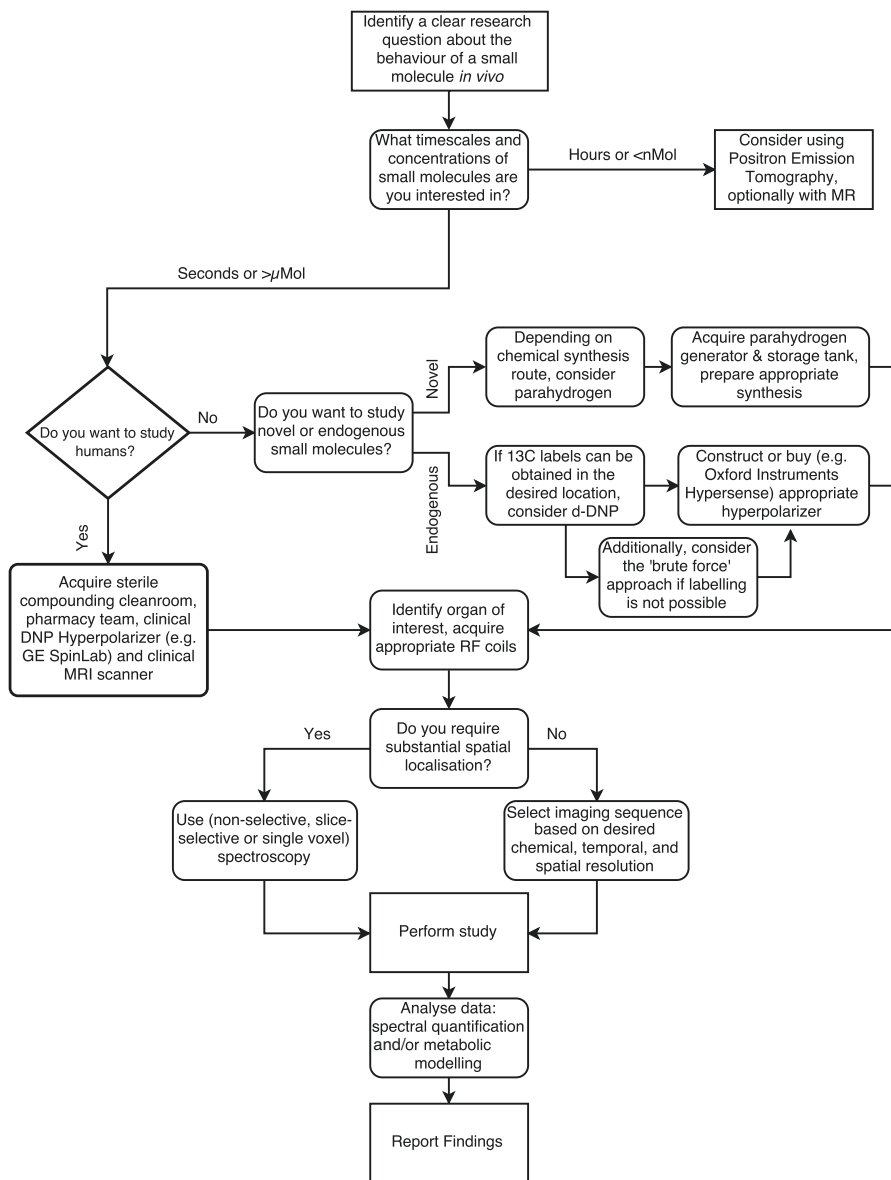 Identify a clear research
question about the
behaviour of a small
molecule in vivo
What timescales and
concentrations of
small molecules are
you interested in?
Hours or <nMol
Consider using
Positron Emission
Tomography,
optionally with MR
Seconds or >μMol
Do you want to study
humans?
No
Do you want to study
novel or endogenous
small molecules?
Novel
Depending on
chemical synthesis
route, consider
parahydrogen
Acquire parahydrogen
generator & storage tank,
prepare appropriate
synthesis
Endogenous
If 13C labels can be
obtained in the
desired location,
consider d-DNP
Construct or buy (e.g.
Oxford Instruments
Hypersense) appropriate
hyperpolarizer
Additionally, consider
the 'brute force'
approach if labelling
is not possible
Yes
Acquire sterile
compounding cleanroom,
pharmacy team, clinical
DNP Hyperpolarizer (e.g.
GE SpinLab) and clinical
MRI scanner
Identify organ of
interest, acquire
appropriate RF coils
Do you require
substantial spatial
localisation?
Yes
No
Use (non-selective, slice-
selective or single voxel)
spectroscopy
Select imaging sequence
based on desired
chemical, temporal, and
spatial resolution
Perform study
Analyse data:
spectral quantification
and/or metabolic
modelling
Report Findings